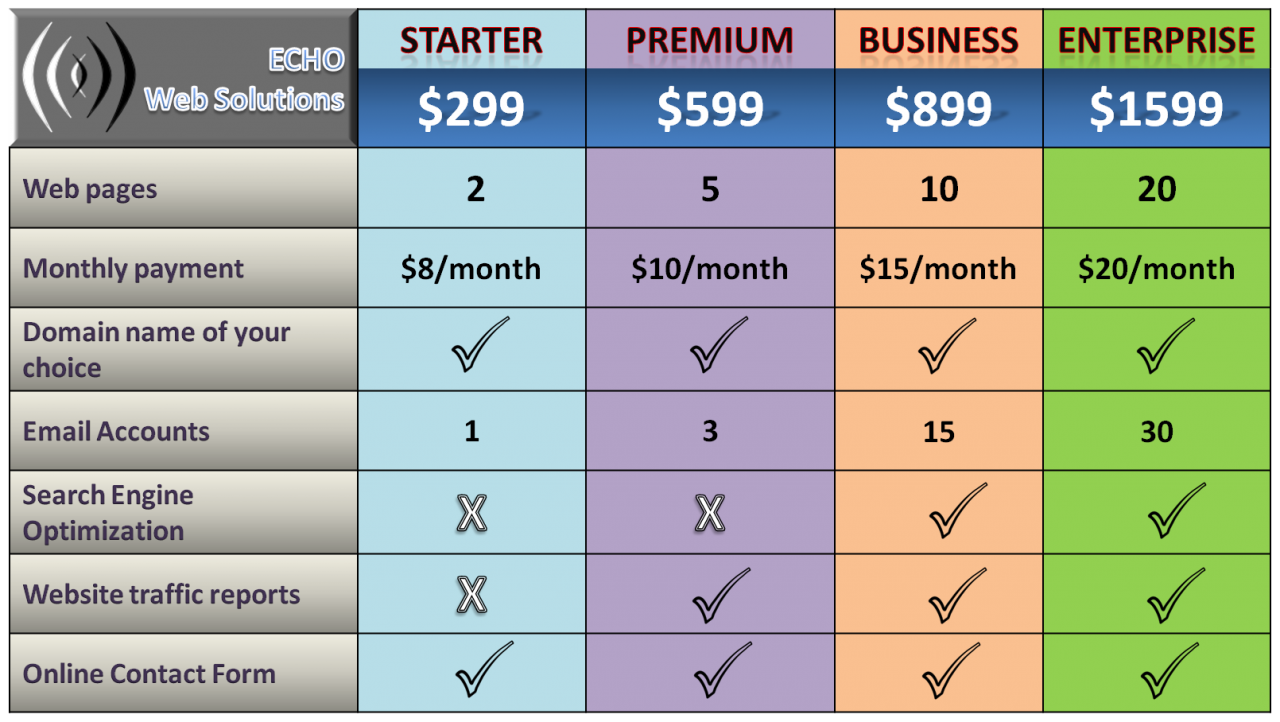 ECHO
Web Solutions
STARTER PREMIUM BUSINESS ENTERPRISE
$299 $599 $899 $1599
Web pages 2 5 10 20
Monthly payment $8/month $10/month $15/month $20/month
Domain name of your
choice ✓ ✓ ✓ ✓
Email Accounts 1 3 15 30
Search Engine
Optimization X X ✓ ✓
Website traffic reports X ✓ ✓ ✓
Online Contact Form ✓ ✓ ✓ ✓